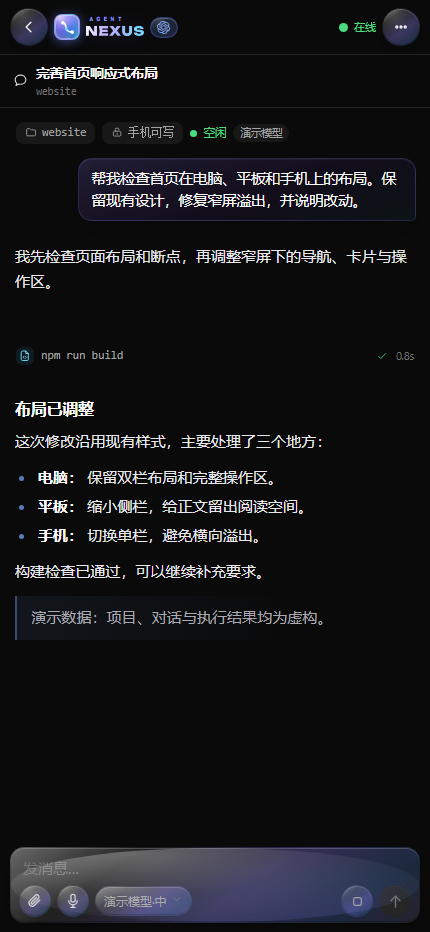 AGENT
NEXUS
在线
完善首页响应式布局
website
website
手机可写
空闲
演示模型
帮我检查首页在电脑、平板和手机上的布局。保
留现有设计，修复窄屏溢出，并说明改动。
我先检查页面布局和断点，再调整窄屏下的导航、卡片与操
作区。
npm run build
0.8s
布局已调整
这次修改沿用现有样式，主要处理了三个地方：
电脑： 保留双栏布局和完整操作区。
平板： 缩小侧栏，给正文留出阅读空间。
手机： 切换单栏，避免横向溢出。
构建检查已通过，可以继续补充要求。
演示数据：项目、对话与执行结果均为虚构。
发消息...
演示模型·中